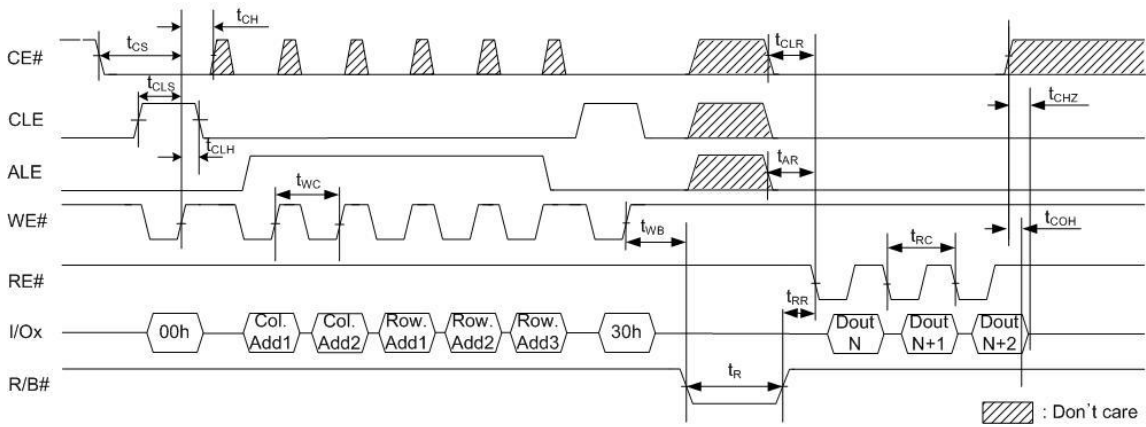 CE# tCS tCH tCLR
tCLS tCHZ
CLE
tCLH
ALE tWC tAR
WE# tWB tRC tCOH
RE#
tRR
I/Ox 00h Col. Add1 Col. Add2 Row. Add1 Row. Add2 Row. Add3 30h Dout N Dout N+1 Dout N+2
R/B# tR
: Don't care